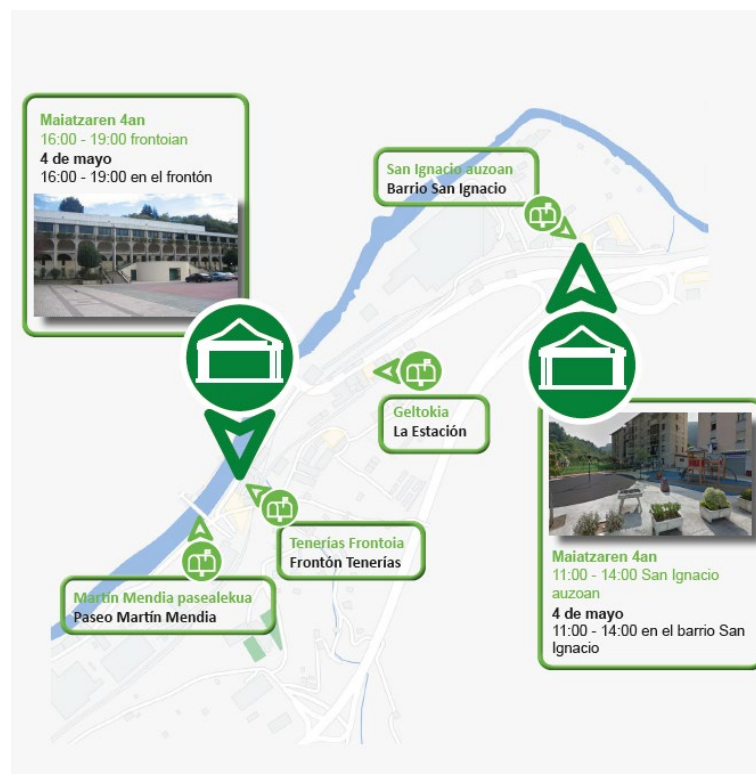 Maiatzaren 4an
16:00 - 19:00 frontoian
4 de mayo
16:00 - 19:00 en el frontón
San Ignacio auzoan
Barrio San Ignacio
Geltokia
La Estación
Tenerías Frontoia
Frontón Tenerías
Martín Mendia pasealekua
Paseo Martín Mendia
Maiatzaren 4an
11:00 - 14:00 San Ignacio
auzoan
4 de mayo
11:00 - 14:00 en el barrio San
Ignacio